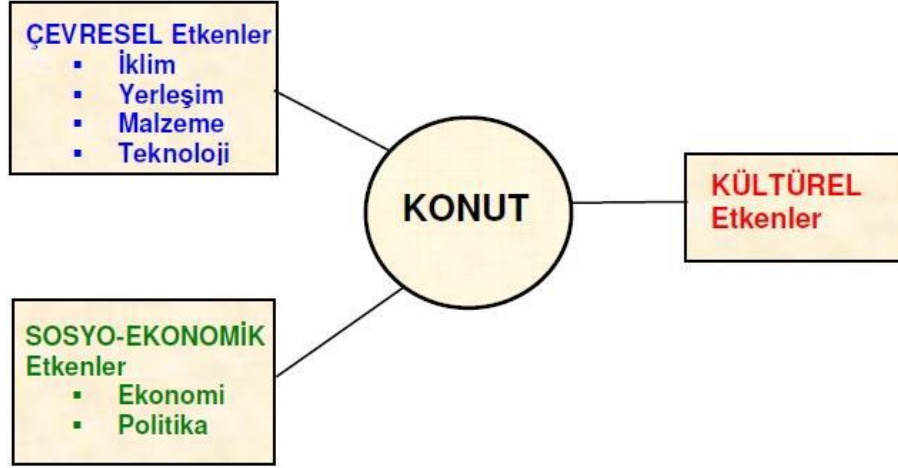 ÇEVRESEL Etkenler
▪ İklim
▪ Yerleşim
▪ Malzeme
▪ Teknoloji
KONUT
KÜLTÜREL
Etkenler
SOSYO-EKONOMİK
Etkenler
▪ Ekonomi
▪ Politika